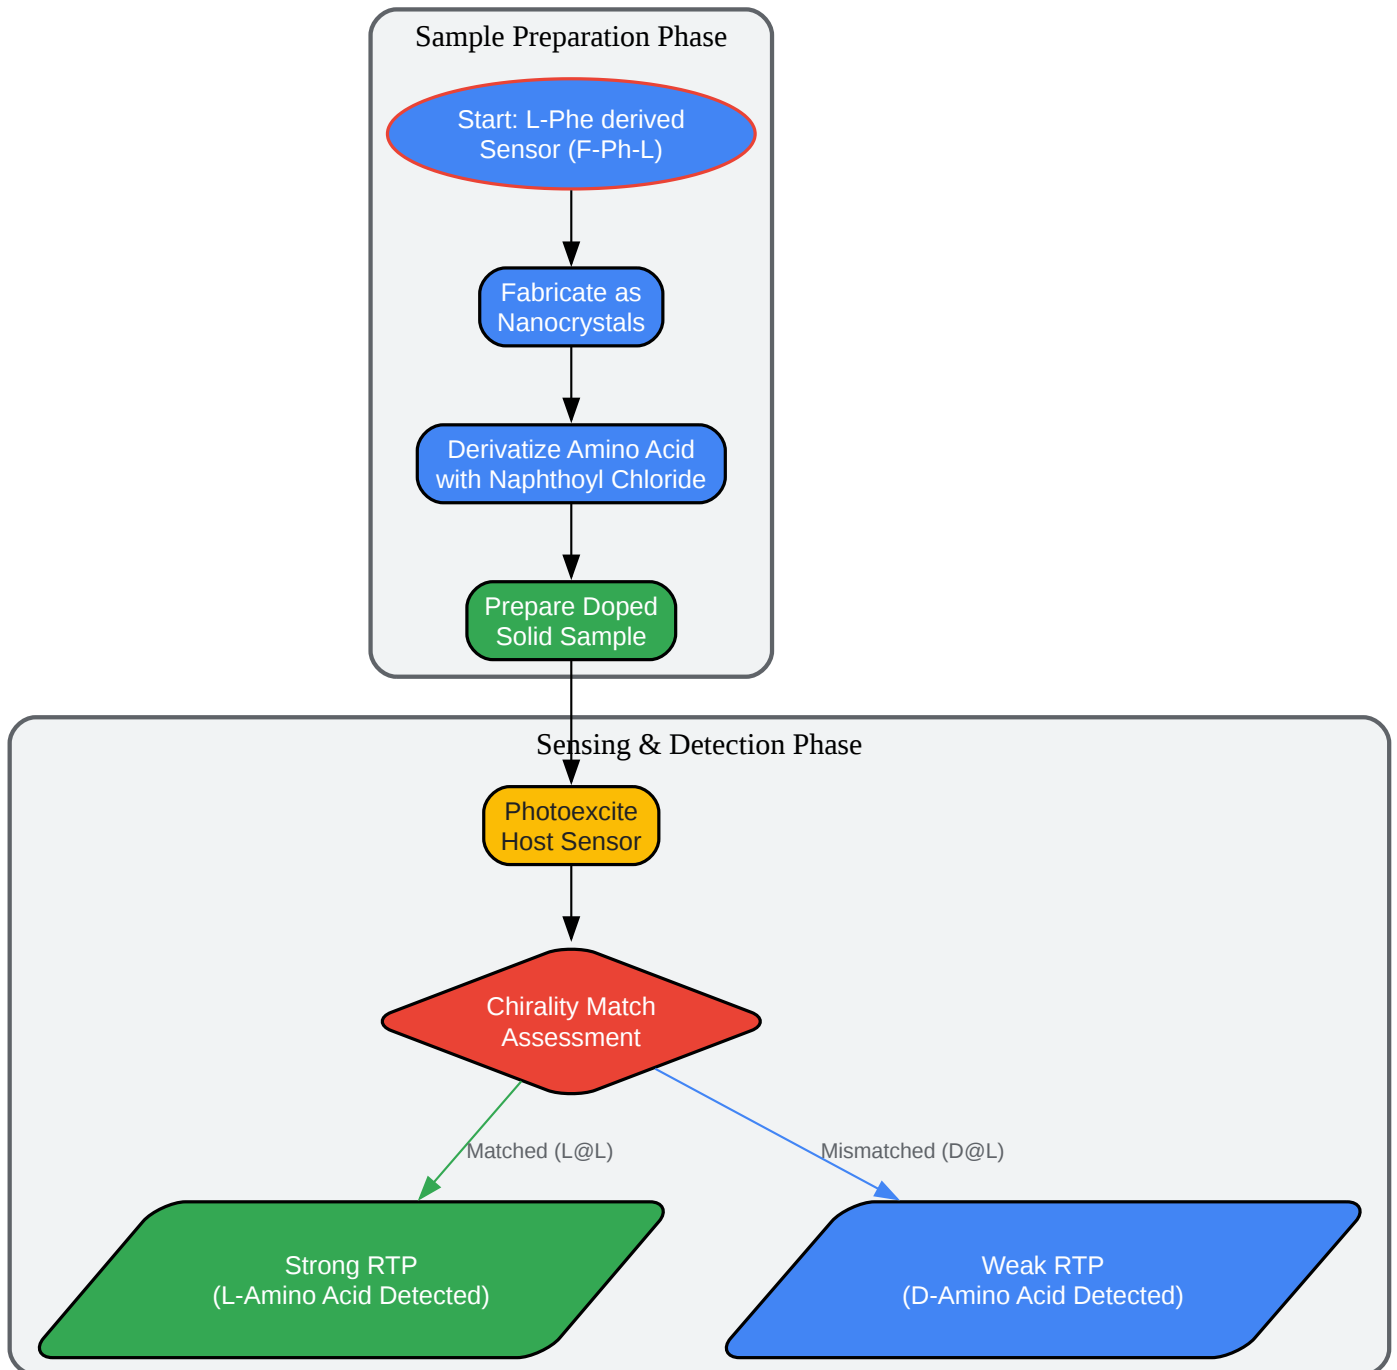 Sample Preparation Phase
Start: L-Phe derived
Sensor (F-Ph-L)
Fabricate as
Nanocrystals
Derivatize Amino Acid
with Naphthoyl Chloride
Prepare Doped
Solid Sample
Sensing & Detection Phase
Photoexcite
Host Sensor
Chirality Match
Assessment
Matched (L@L)
Mismatched (D@L)
Strong RTP
(L-Amino Acid Detected)
Weak RTP
(D-Amino Acid Detected)